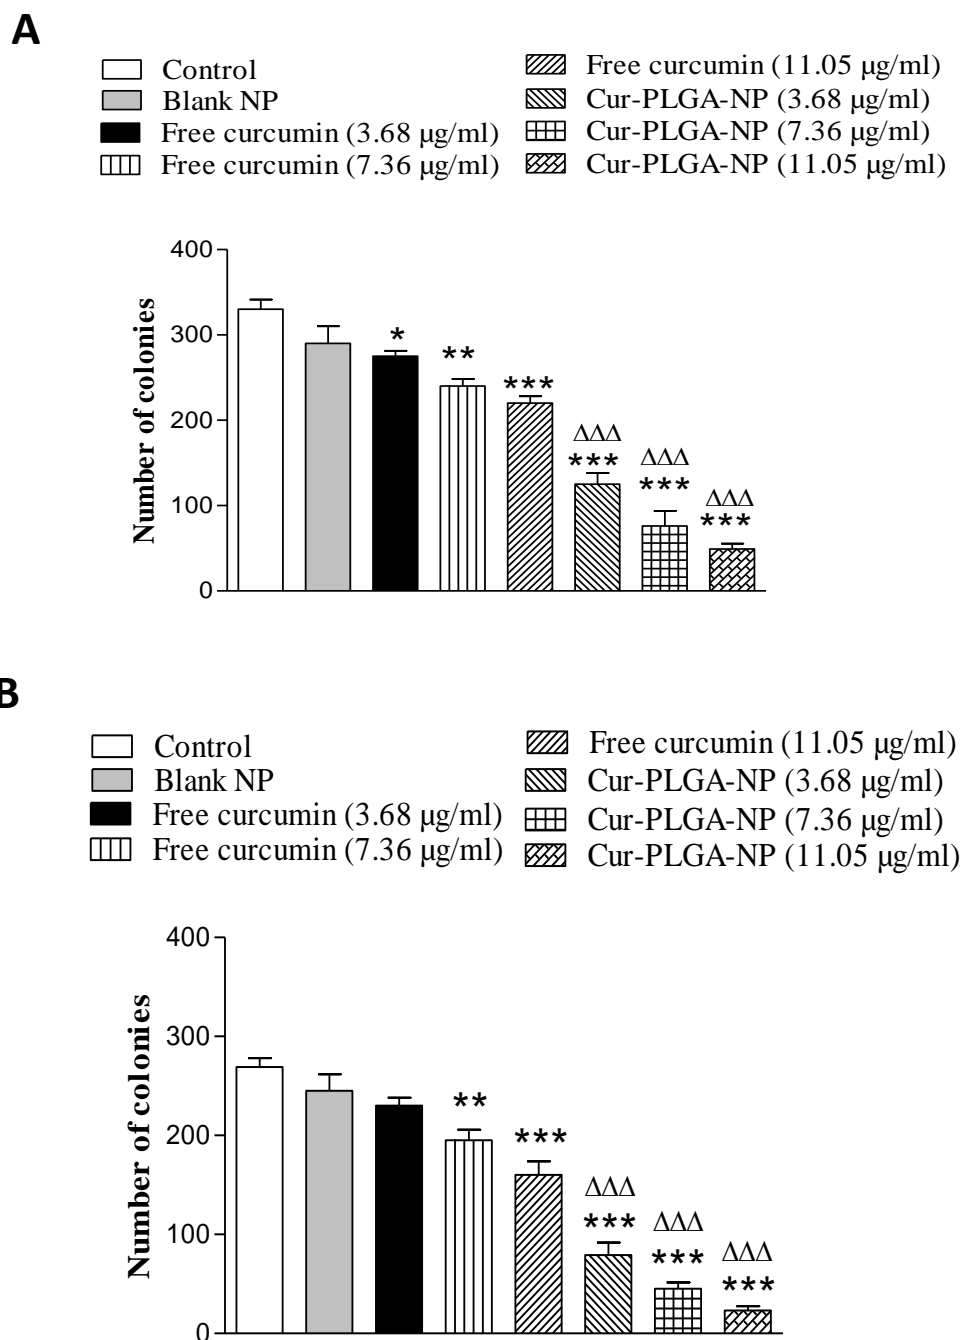 A
Control
Blank NP
Free curcumin (3.68 μg/ml)
Free curcumin (7.36 μg/ml)
Free curcumin (11.05 μg/ml)
Cur-PLGA-NP (3.68 μg/ml)
Cur-PLGA-NP (7.36 μg/ml)
Cur-PLGA-NP (11.05 μg/ml)
Number of colonies
400
300
200
100
0
*
**
***
ΔΔΔ
***
ΔΔΔ
***
ΔΔΔ
***
B
Control
Blank NP
Free curcumin (3.68 μg/ml)
Free curcumin (7.36 μg/ml)
Free curcumin (11.05 μg/ml)
Cur-PLGA-NP (3.68 μg/ml)
Cur-PLGA-NP (7.36 μg/ml)
Cur-PLGA-NP (11.05 μg/ml)
Number of colonies
400
300
200
100
0
**
***
ΔΔΔ
***
ΔΔΔ
***
ΔΔΔ
***